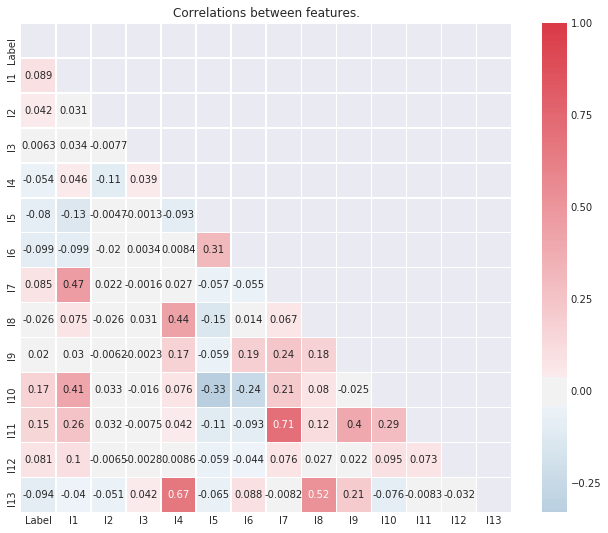 Correlations between features.
Label
I1 0.089
I2 0.042 0.031
I3 0.0063 0.034 -0.0077
I4 -0.054 0.046 -0.11 0.039
I5 -0.08 -0.13 -0.0047 -0.0013 -0.093
I6 -0.099 -0.099 -0.02 0.0034 0.0084 0.31
I7 0.085 0.47 0.022 -0.0016 0.027 -0.057 -0.055
I8 -0.026 0.075 -0.026 0.031 0.44 -0.15 0.014 0.067
I9 0.02 0.03 -0.0062 -0.0023 0.17 -0.059 0.19 0.24 0.18
I10 0.17 0.41 0.033 -0.016 0.076 -0.33 -0.24 0.21 0.08 -0.025
I11 0.15 0.26 0.032 -0.0075 0.042 -0.11 -0.093 0.71 0.12 0.4 0.29
I12 0.081 0.1 -0.0065 -0.0028 0.0086 -0.059 -0.044 0.076 0.027 0.022 0.095 0.073
I13 -0.094 -0.04 -0.051 0.042 0.67 -0.065 0.088 -0.0082 0.52 0.21 -0.076 -0.0083 -0.032
Label I1 I2 I3 I4 I5 I6 I7 I8 I9 I10 I11 I12 I13
1.00
0.75
0.50
0.25
0.00
−0.25